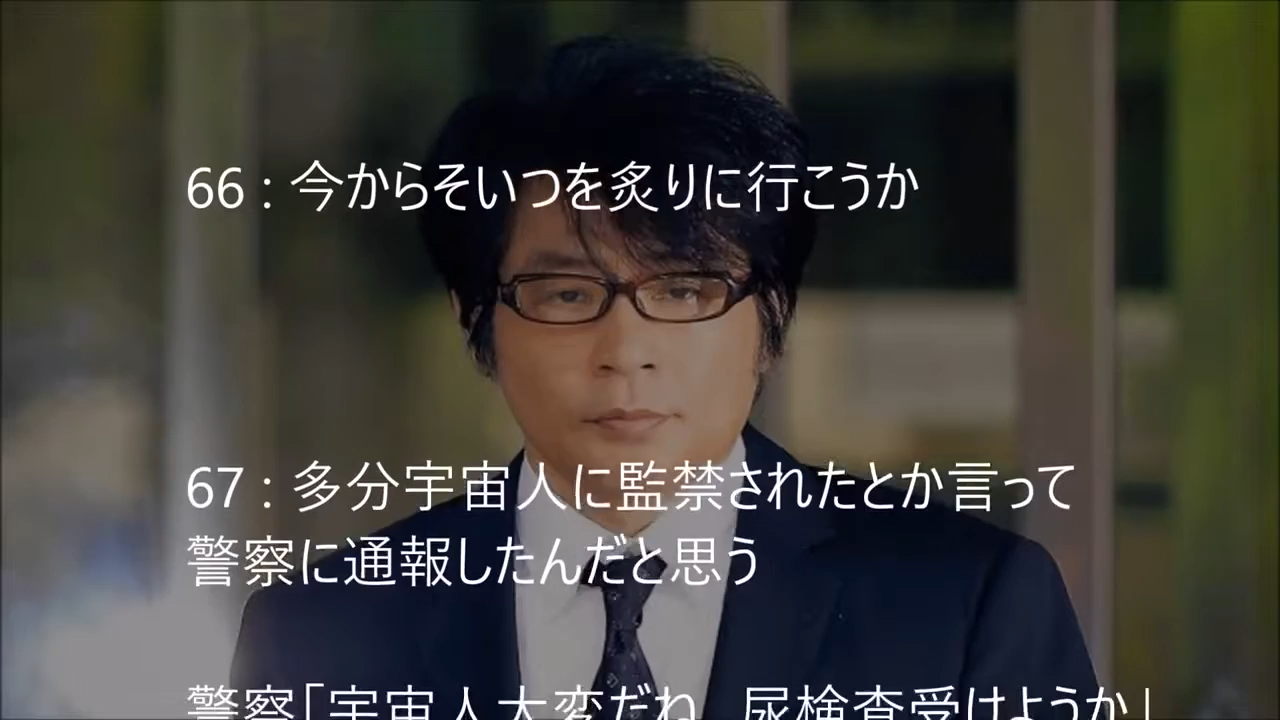 66 : 今からそいつを炙りに行こうか
67 : 多分宇宙人に監禁されたとか言って
警察に通報したんだと思う
警察「宇宙人大変だね　尿検査受けようか」